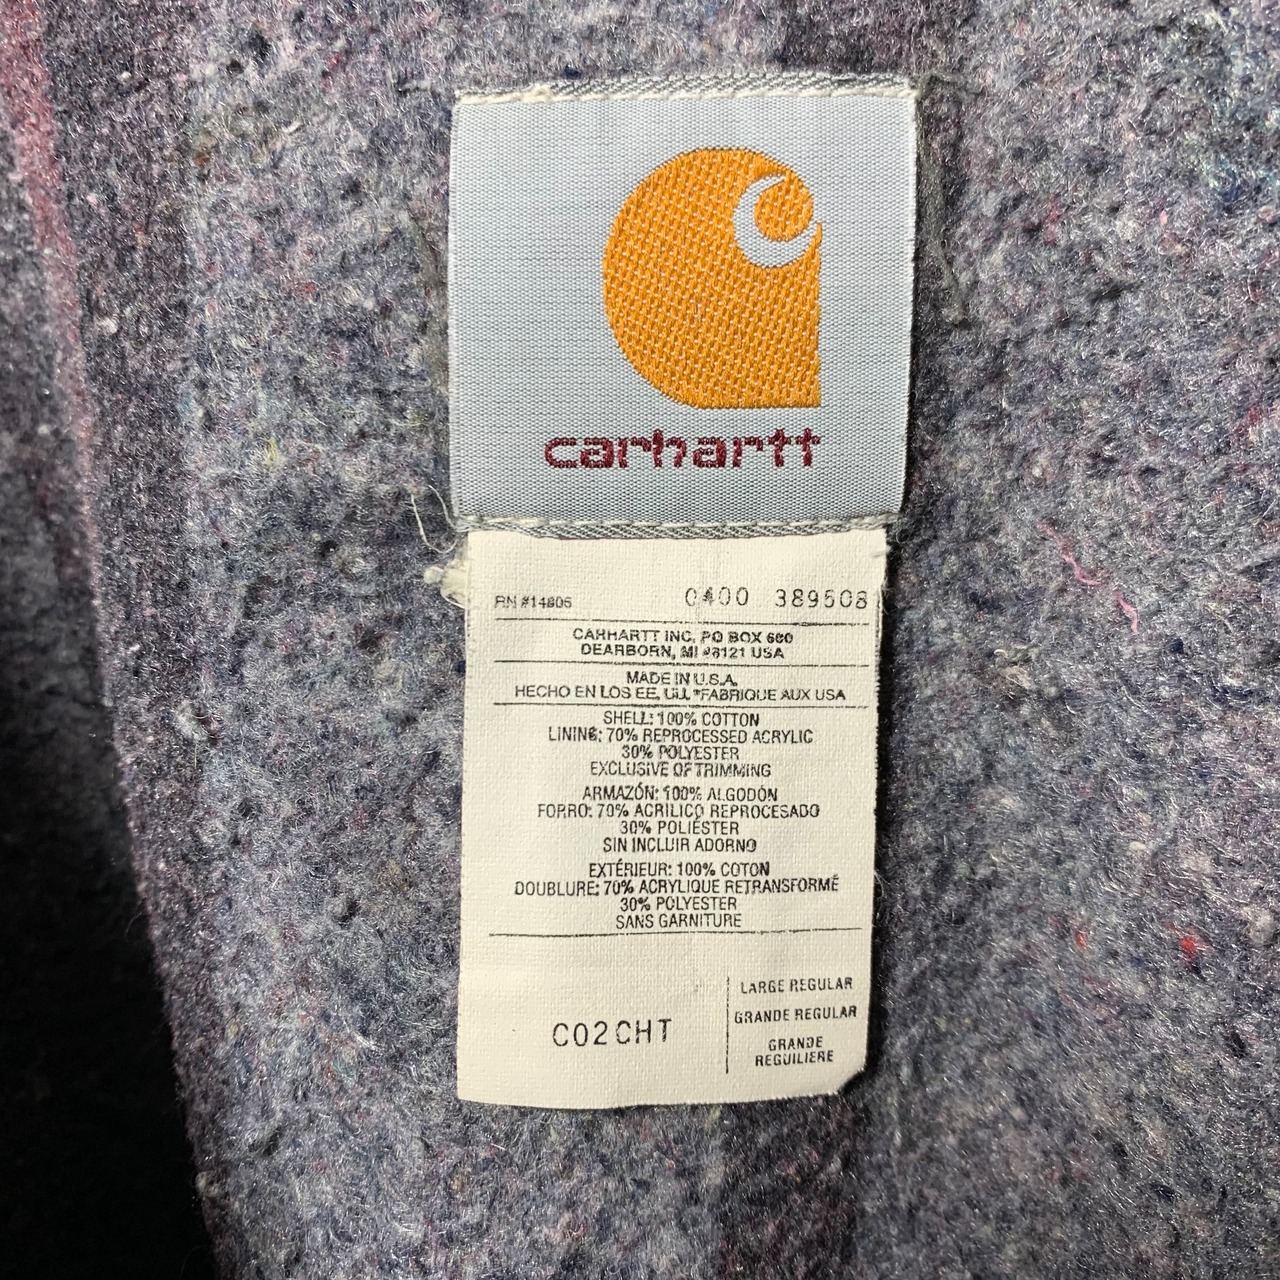 carhartt
RN #14806 0400 389508
CARHARTT INC, PO BOX 600
DEARBORN, MI 48121 USA
MADE IN U.S.A.
HECHO EN LOS EE. UU. *FABRIQUE AUX USA
SHELL: 100% COTTON
LINING: 70% REPROCESSED ACRYLIC
30% POLYESTER
EXCLUSIVE OF TRIMMING
ARMAZÓN: 100% ALGODÓN
FORRO: 70% ACRILICO REPROCESADO
30% POLIÉSTER
SIN INCLUIR ADORNO
EXTÉRIEUR: 100% COTON
DOUBLURE: 70% ACRYLIQUE RETRANSFORMÉ
30% POLYESTER
SANS GARNITURE
C02CHT
LARGE REGULAR
GRANDE REGULAR
GRANDE
REGUILIERE